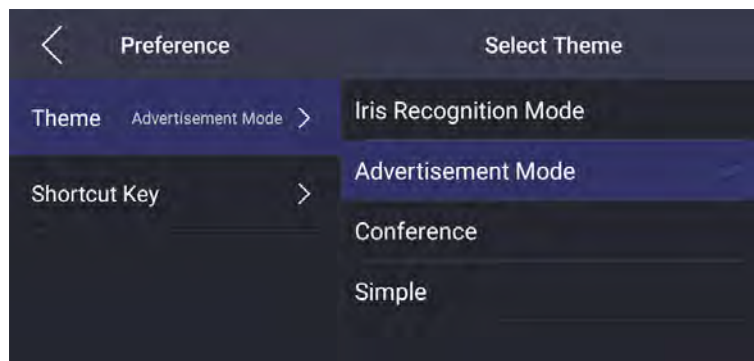 Preference
Select Theme
Theme Advertisement Mode
Shortcut Key
Iris Recognition Mode
Advertisement Mode
Conference
Simple